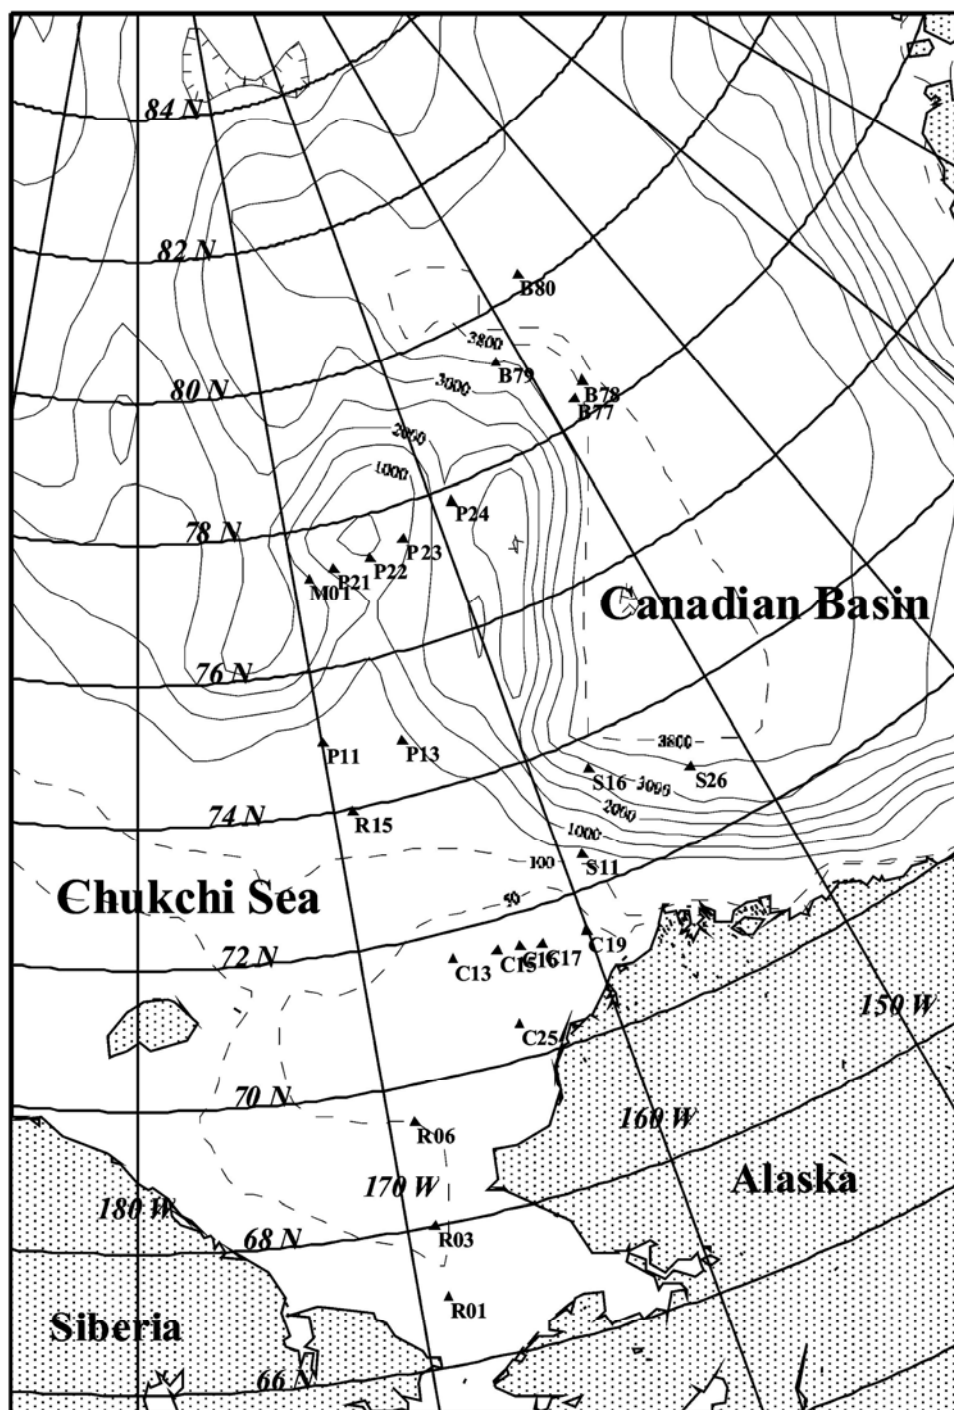 84 N
82 N
B80
3800
B79
80 N
3000
B78
B77
2000
1000
P24
78 N
P23
P22
P21
M01
Canadian Basin
76 N
P11
P13
3800
S16
3000
S26
74 N
R15
2000
1000
100
S11
Chukchi Sea
50
C19
72 N
C13
C15
C16
C17
150 W
C25
70 N
160 W
R06
Alaska
170 W
180 W
68 N
R03
R01
Siberia
66 N